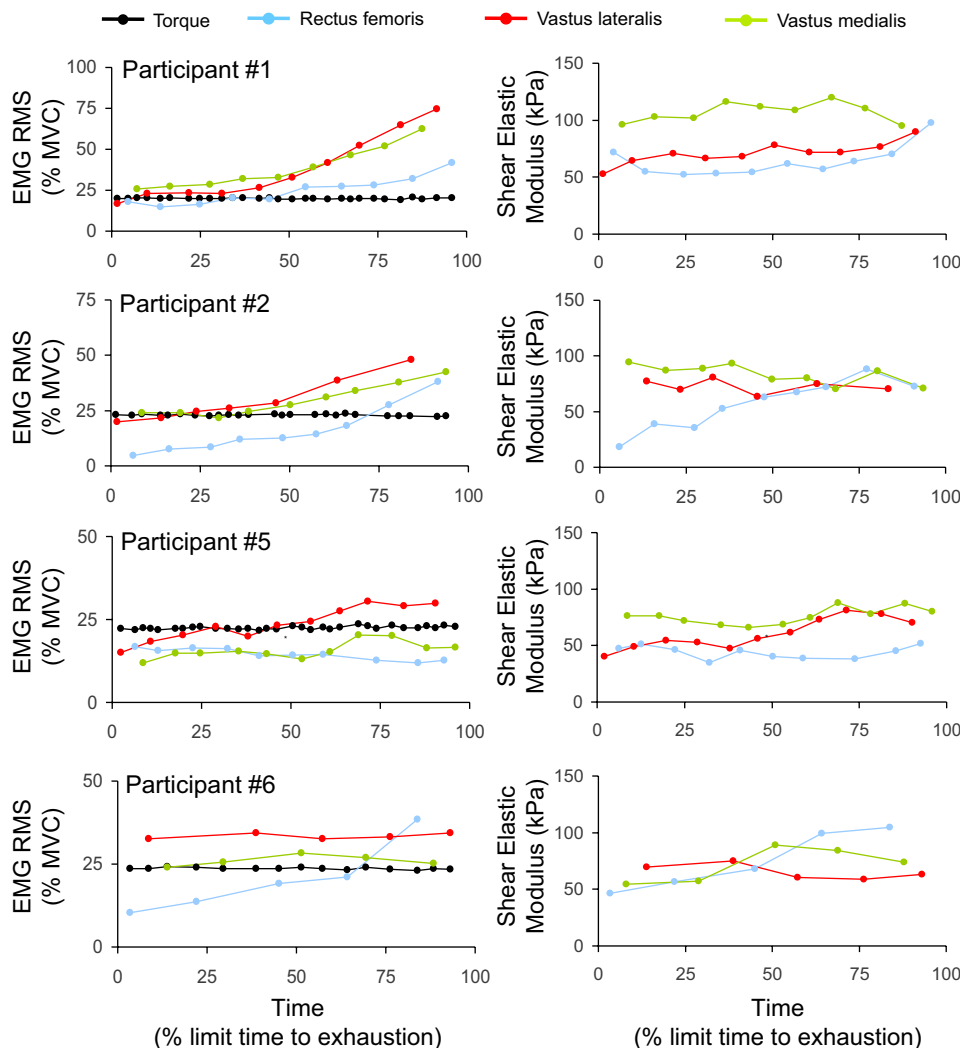 Torque Rectus femoris Vastus lateralis Vastus medialis
Participant #1
EMG RMS
(% MVC)
100
75
50
25
0
0 25 50 75 100
Shear Elastic
Modulus (kPa)
150
100
50
0
0 25 50 75 100
Participant #2
EMG RMS
(% MVC)
75
50
25
0
0 25 50 75 100
Shear Elastic
Modulus (kPa)
150
100
50
0
0 25 50 75 100
Participant #5
EMG RMS
(% MVC)
50
25
0
0 25 50 75 100
Shear Elastic
Modulus (kPa)
150
100
50
0
0 25 50 75 100
Participant #6
EMG RMS
(% MVC)
50
25
0
0 25 50 75 100
Time
(% limit time to exhaustion)
Shear Elastic
Modulus (kPa)
150
100
50
0
0 25 50 75 100
Time
(% limit time to exhaustion)